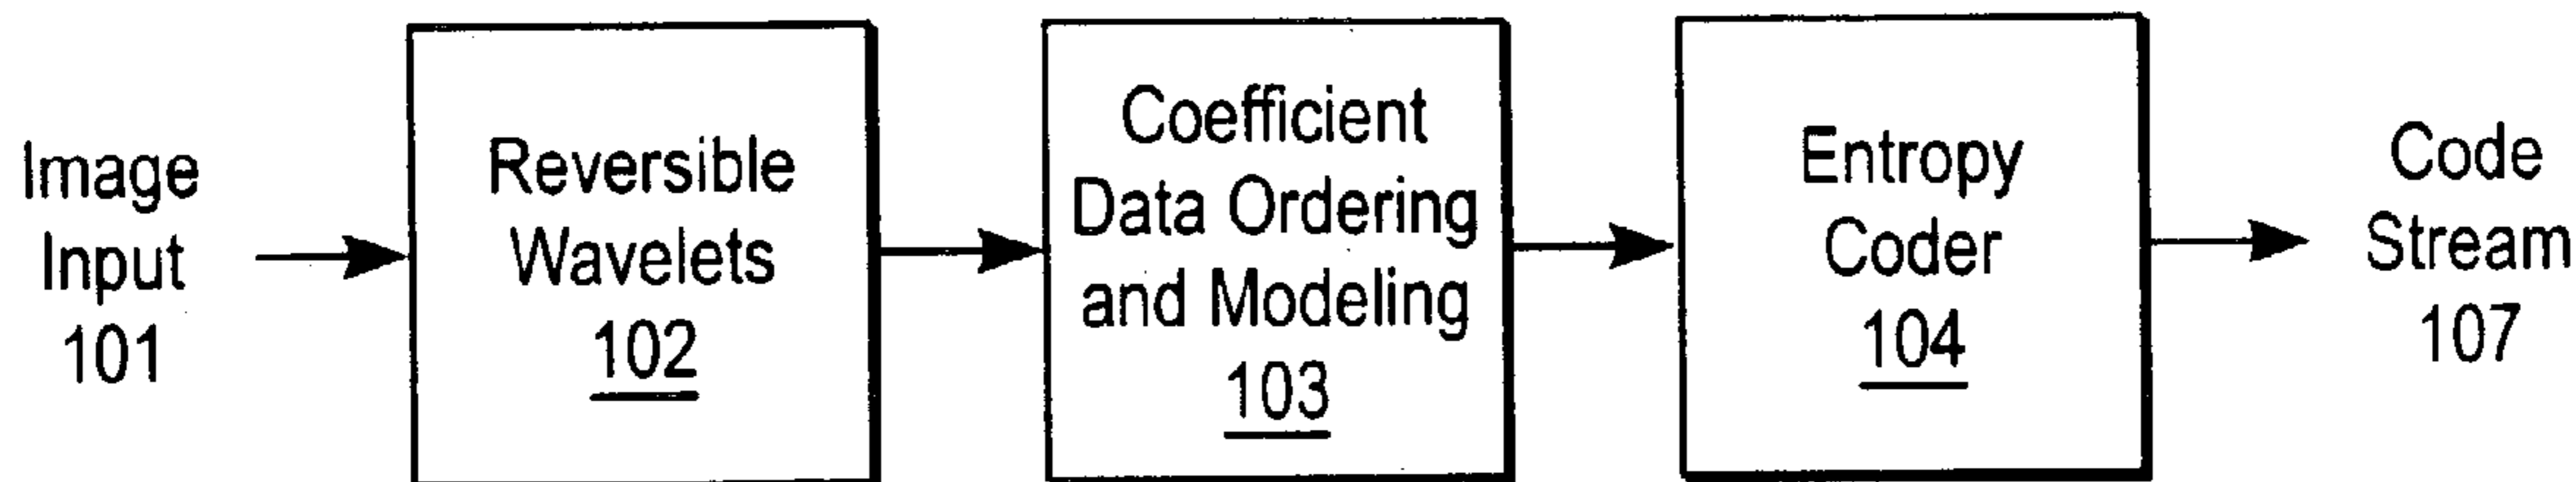 Image
Input
101
Reversible
Wavelets
102
Coefficient
Data Ordering
and Modeling
103
Entropy
Coder
104
Code
Stream
107